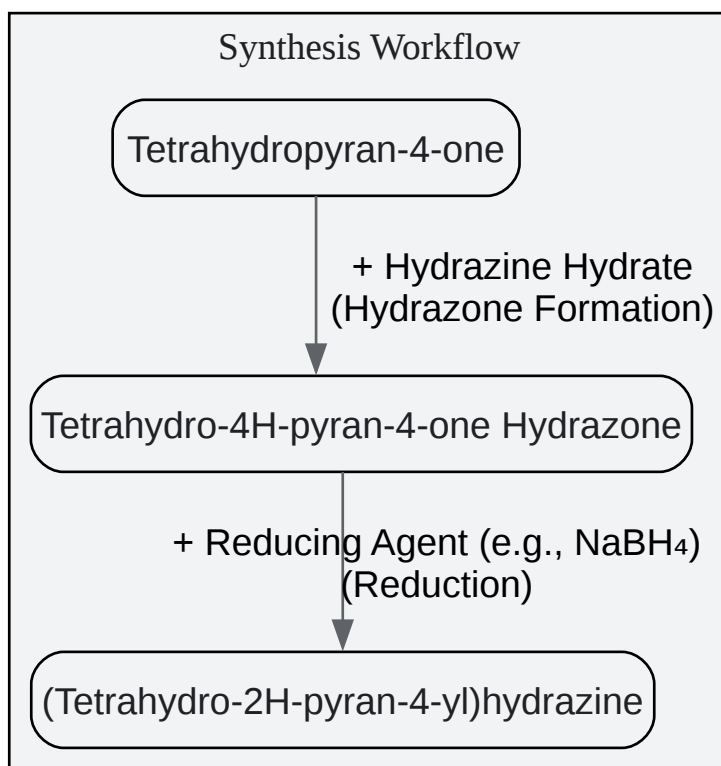 Synthesis Workflow
Tetrahydropyran-4-one
+ Hydrazine Hydrate
(Hydrazone Formation)
Tetrahydro-4H-pyran-4-one Hydrazone
+ Reducing Agent (e.g., NaBH₄)
(Reduction)
(Tetrahydro-2H-pyran-4-yl)hydrazine